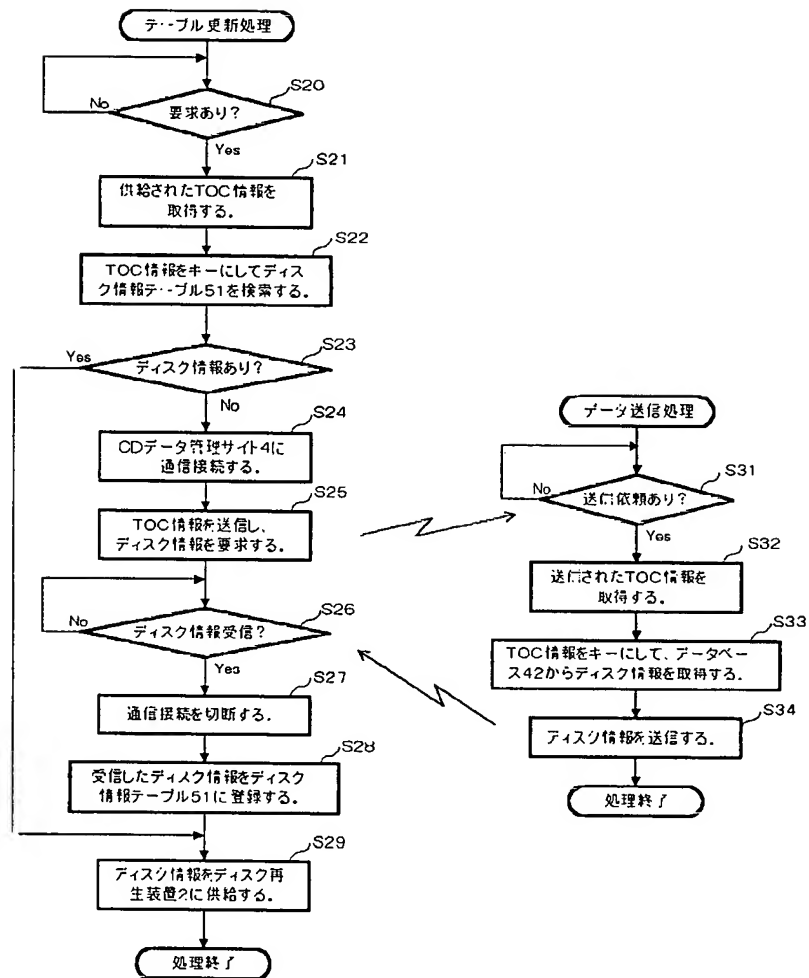 テーブル更新処理
S20
要求あり?
No
Yes
S21
供給されたTOC情報を
取得する。
S22
TOC情報をキーにしてディス
ク情報テーブル51を検索する。
S23
Yes
ディスク情報あり?
No
S24
CDデータ管理サイト4に
通信接続する。
S25
TOC情報を送信し、
ディスク情報を要求する。
S26
No
ディスク情報受信?
Yes
S27
通信接続を切断する。
S28
受信したディスク情報をディスク
情報テーブル51に登録する。
S29
ディスク情報をディスク再
生装置2に供給する。
処理終了
データ送信処理
S31
No
送信依頼あり?
Yes
S32
送信されたTOC情報を
取得する。
S33
TOC情報をキーにして、データベー
ス42からディスク情報を取得する。
S34
ディスク情報を送信する。
処理終了